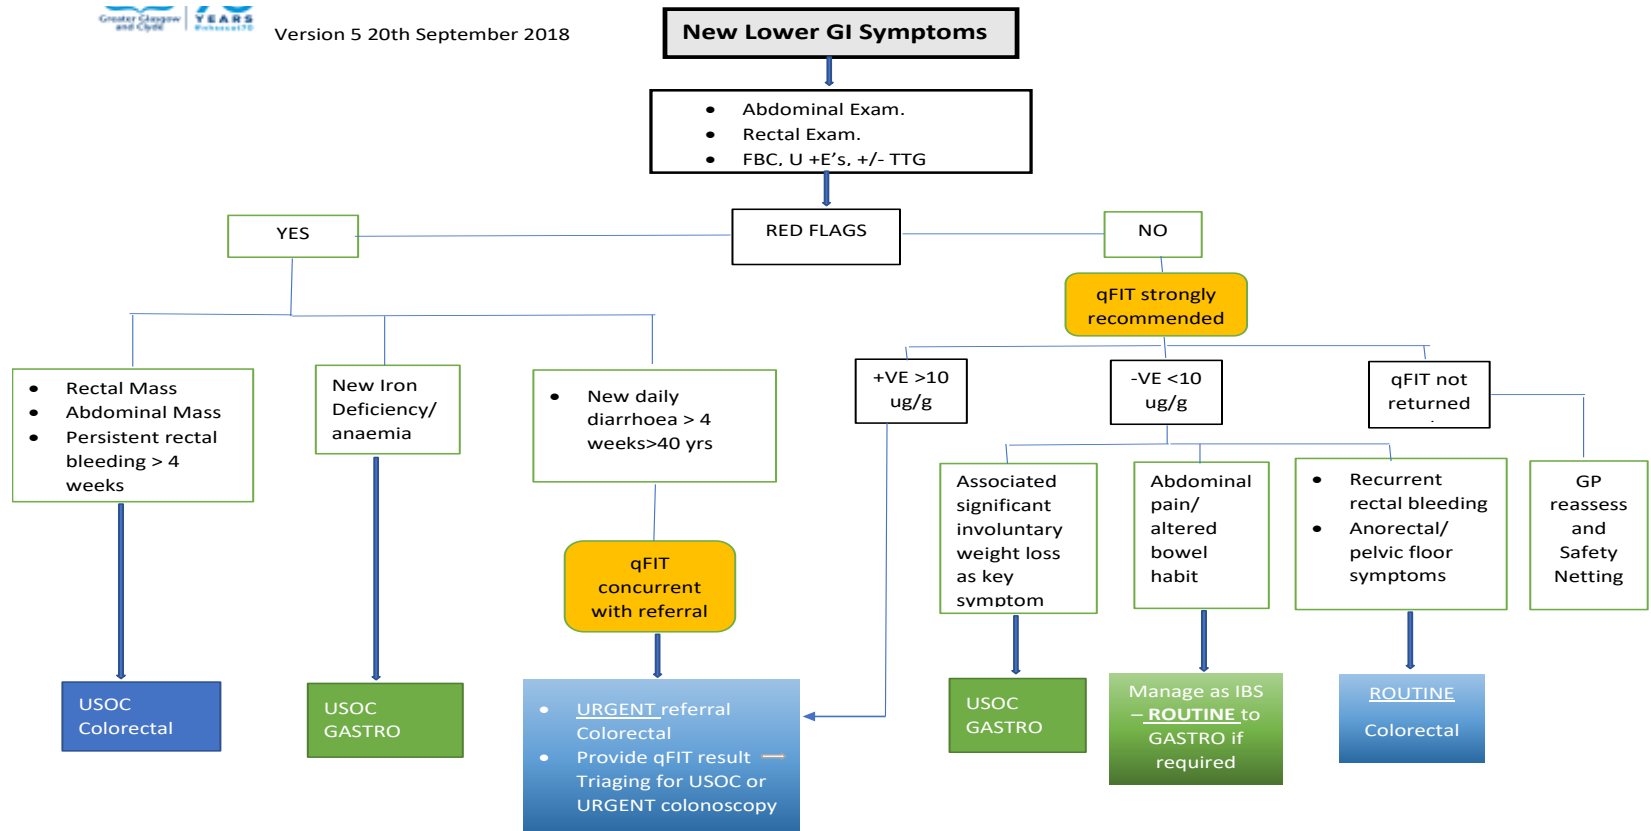 Greater Glasgow
and Clyde
YEARS
Version 5 20th September 2018
New Lower GI Symptoms
• Abdominal Exam.
• Rectal Exam.
• FBC, U +E’s, +/- TTG
YES
RED FLAGS
NO
qFIT strongly
recommended
• Rectal Mass
• Abdominal Mass
• Persistent rectal
bleeding > 4
weeks
New Iron
Deficiency/
anaemia
• New daily
diarrhoea > 4
weeks>40 yrs
+VE >10
ug/g
-VE <10
ug/g
qFIT not
returned
qFIT
concurrent
with referral
Associated
significant
involuntary
weight loss
as key
symptom
Abdominal
pain/
altered
bowel
habit
• Recurrent
rectal bleeding
• Anorectal/
pelvic floor
symptoms
GP
reassess
and
Safety
Netting
USOC
Colorectal
USOC
GASTRO
• URGENT referral
Colorectal
• Provide qFIT result —
Triaging for USOC or
URGENT colonoscopy
USOC
GASTRO
Manage as IBS
– ROUTINE to
GASTRO if
required
ROUTINE
Colorectal